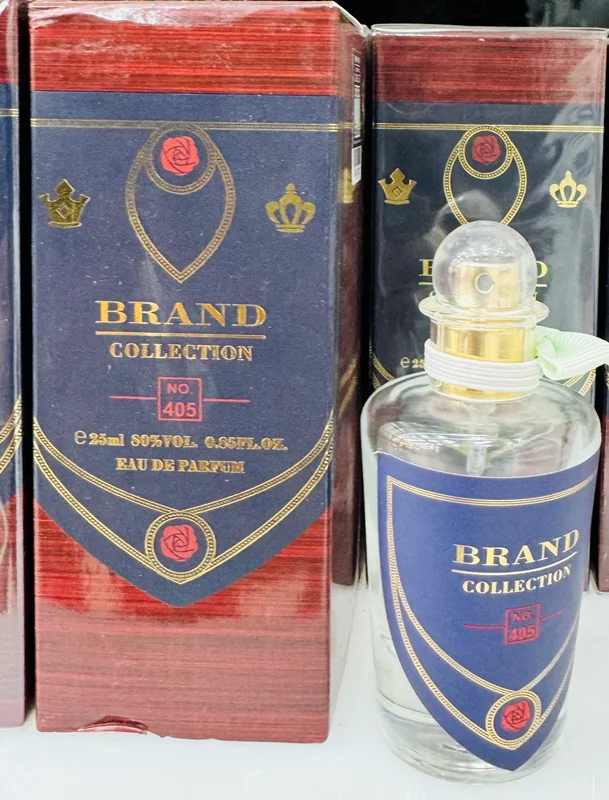 BRAND
COLLECTION
NO.
405
℮ 25ml 80%VOL. 0.85FL.OZ.
EAU DE PARFUM
BRAND
COLLECTION
NO.
405